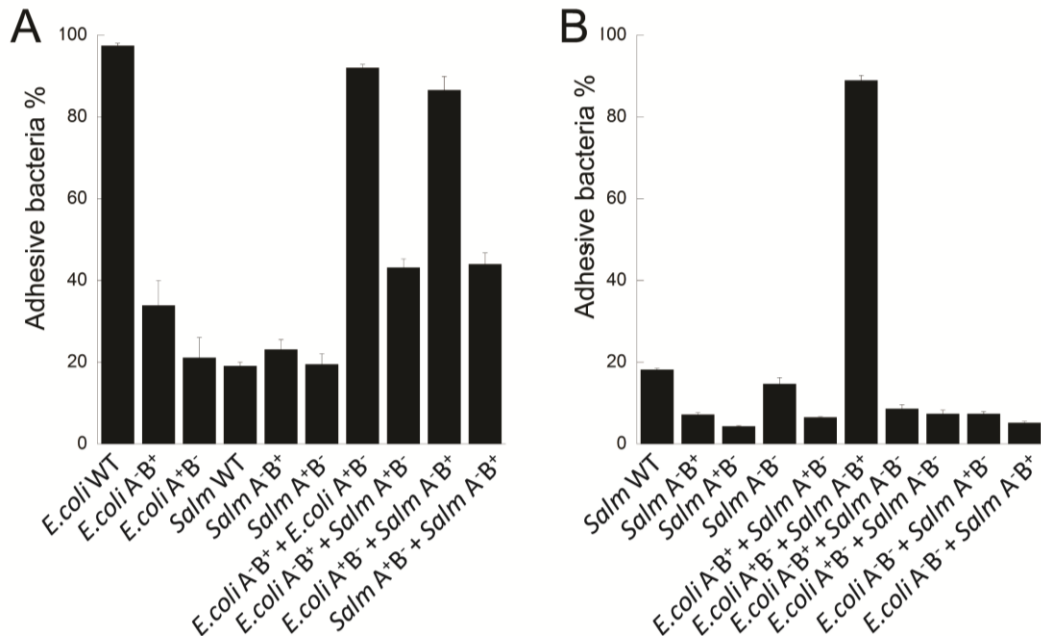 A
Adhesive bacteria %
100
80
60
40
20
0
E.coli WT
E.coli A⁻B⁺
E.coli A⁺B⁻
Salm WT
Salm A⁻B⁺
Salm A⁺B⁻
E.coli A⁻B⁺ + E.coli A⁺B⁻
E.coli A⁻B⁺ + Salm A⁺B⁻
E.coli A⁺B⁻ + Salm A⁻B⁺
Salm A⁺B⁻ + Salm A⁻B⁺
B
Adhesive bacteria %
100
80
60
40
20
0
Salm WT
Salm A⁻B⁺
Salm A⁺B⁻
Salm A⁻B⁻
E.coli A⁻B⁺ + Salm A⁺B⁻
E.coli A⁺B⁻ + Salm A⁻B⁺
E.coli A⁻B⁺ + Salm A⁻B⁻
E.coli A⁺B⁻ + Salm A⁻B⁻
E.coli A⁻B⁻ + Salm A⁺B⁻
E.coli A⁻B⁻ + Salm A⁻B⁺